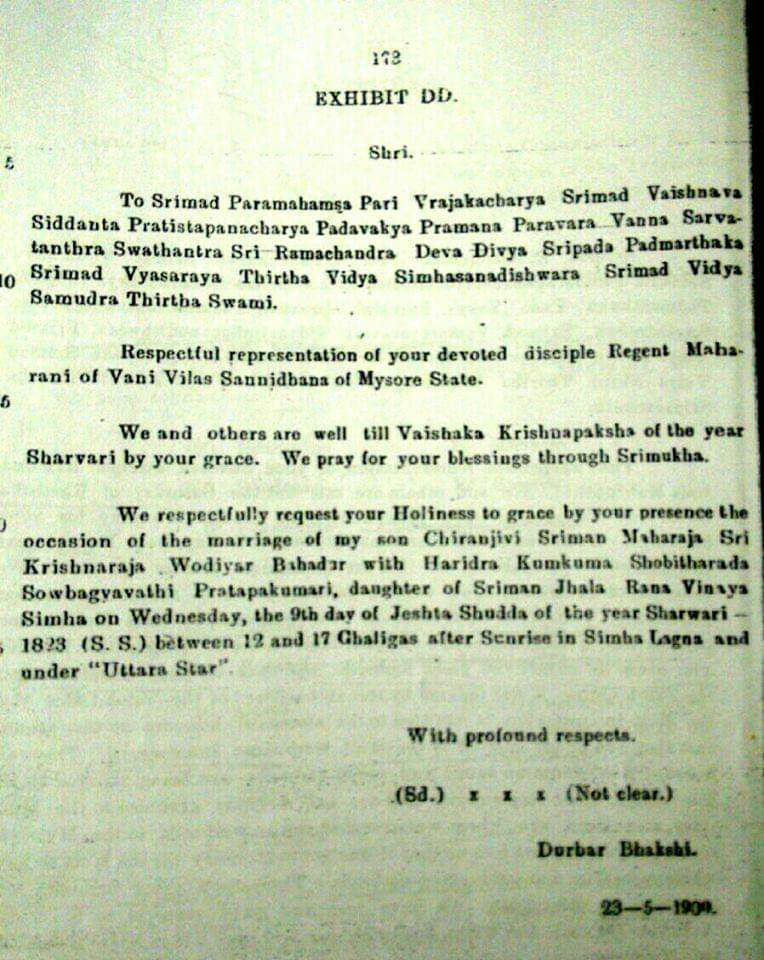 173
EXHIBIT DD.
Shri.
5
To Srimad Paramahamsa Pari Vrajakacharya Srimad Vaishnava
Siddanta Pratistapanacharya Padavakya Pramana Paravara Vanna Sarva-
tanthra Swathantra Sri Ramachandra Deva Divya Sripada Padmarthaka
10 Srimad Vyasaraya Thirtha Vidya Simhasanadishwara Srimad Vidya
Samudra Thirtha Swami.
Respectful representation of your devoted disciple Regent Maha-
rani of Vani Vilas Sannidhana of Mysore State.
5
We and others are well till Vaishaka Krishnapaksha of the year
Sharvari by your grace. We pray for your blessings through Srimukha.
0 We respectfully request your Holiness to grace by your presence the
occasion of the marriage of my son Chiranjivi Sriman Maharaja Sri
Krishnaraja Wodiyar Bahadar with Haridra Kumkuma Shobitharada
Sowbagyavathi Pratapakumari, daughter of Sriman Jhala Rana Vinaya
Simha on Wednesday, the 9th day of Jeshta Shudda of the year Sharwari –
5 1823 (S. S.) between 12 and 17 Ghaligas after Sunrise in Simha Lagna and
under "Uttara Star".
With profound respects.
(Sd.) x x x (Not clear.)
Durbar Bhakshi.
23—5—1900.